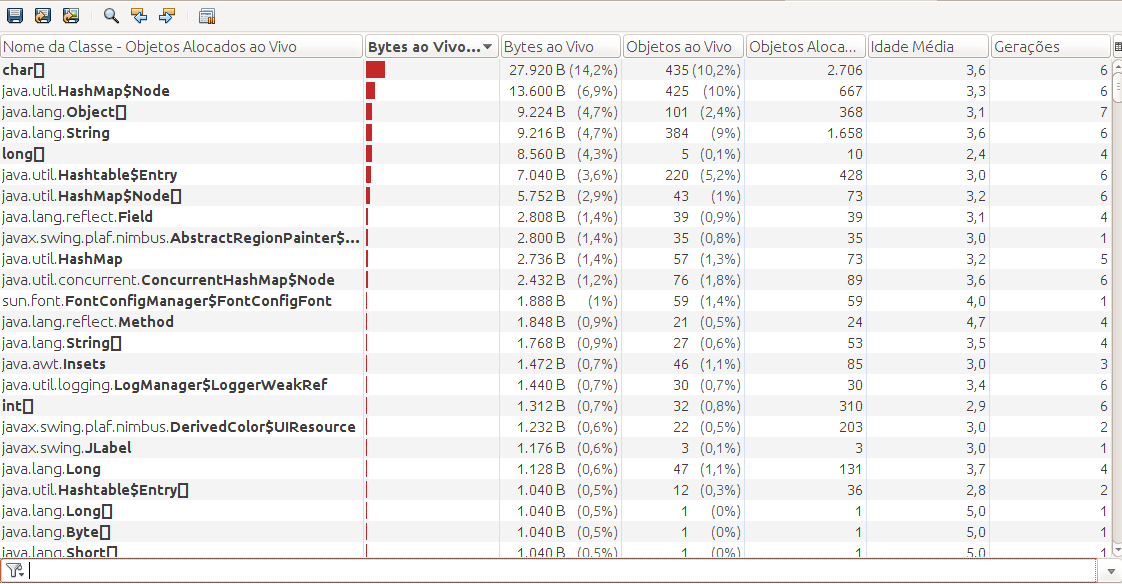 Nome da Classe - Objetos Alocados ao Vivo Bytes ao Vivo... Bytes ao Vivo Objetos ao Vivo Objetos Aloca... Idade Média Gerações
char[] 27.920 B (14,2%) 435 (10,2%) 2.706 3,6 6
java.util.HashMap$Node 13.600 B (6,9%) 425 (10%) 667 3,3 6
java.lang.Object[] 9.224 B (4,7%) 101 (2,4%) 368 3,1 7
java.lang.String 9.216 B (4,7%) 384 (9%) 1.658 3,6 6
long[] 8.560 B (4,3%) 5 (0,1%) 10 2,4 4
java.util.Hashtable$Entry 7.040 B (3,6%) 220 (5,2%) 428 3,0 6
java.util.HashMap$Node[] 5.752 B (2,9%) 43 (1%) 73 3,2 6
java.lang.reflect.Field 2.808 B (1,4%) 39 (0,9%) 39 3,1 4
javax.swing.plaf.nimbus.AbstractRegionPainter$... 2.800 B (1,4%) 35 (0,8%) 35 3,0 1
java.util.HashMap 2.736 B (1,4%) 57 (1,3%) 73 3,2 5
java.util.concurrent.ConcurrentHashMap$Node 2.432 B (1,2%) 76 (1,8%) 89 3,6 6
sun.font.FontConfigManager$FontConfigFont 1.888 B (1%) 59 (1,4%) 59 4,0 1
java.lang.reflect.Method 1.848 B (0,9%) 21 (0,5%) 24 4,7 4
java.lang.String[] 1.768 B (0,9%) 27 (0,6%) 53 3,5 4
java.awt.Insets 1.472 B (0,7%) 46 (1,1%) 85 3,0 3
java.util.logging.LogManager$LoggerWeakRef 1.440 B (0,7%) 30 (0,7%) 30 3,4 6
int[] 1.312 B (0,7%) 32 (0,8%) 310 2,9 6
javax.swing.plaf.nimbus.DerivedColor$UIResource 1.232 B (0,6%) 22 (0,5%) 203 3,0 2
javax.swing.JLabel 1.176 B (0,6%) 3 (0,1%) 3 3,0 1
java.lang.Long 1.128 B (0,6%) 47 (1,1%) 131 3,7 4
java.util.Hashtable$Entry[] 1.040 B (0,5%) 12 (0,3%) 36 2,8 2
java.lang.Long[] 1.040 B (0,5%) 1 (0%) 1 5,0 1
java.lang.Byte[] 1.040 B (0,5%) 1 (0%) 1 5,0 1
java.lang.Short[] 1.040 B (0,5%) 1 (0%) 1 5,0 1